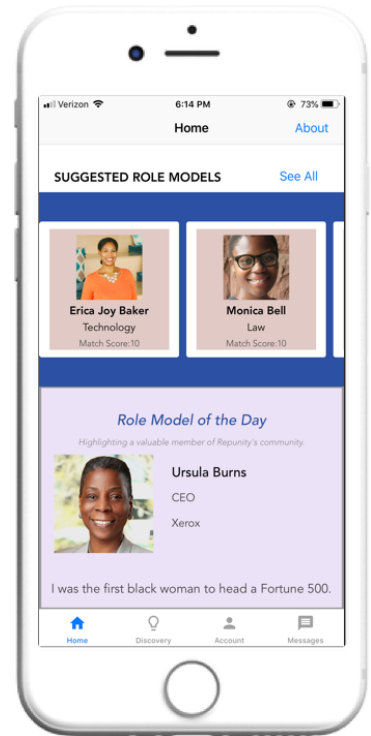 Verizon 6:14 PM 73%
Home About
SUGGESTED ROLE MODELS See All
Erica Joy Baker
Technology
Match Score:10
Monica Bell
Law
Match Score:10
Role Model of the Day
Highlighting a valuable member of Repunity's community.
Ursula Burns
CEO
Xerox
I was the first black woman to head a Fortune 500.
Home Discovery Account Messages